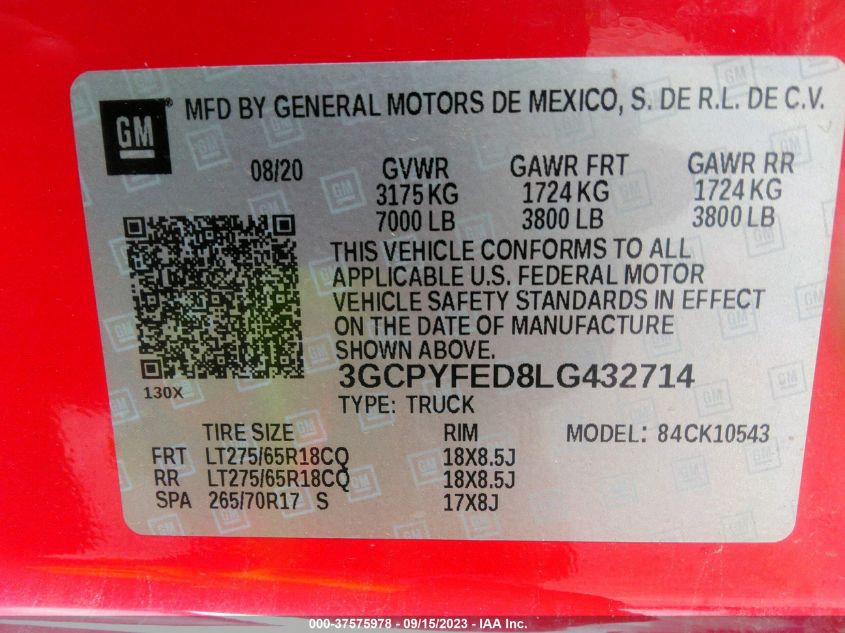 GM® MFD BY GENERAL MOTORS DE MEXICO, S. DE R.L. DE C.V.
08/20 GVWR GAWR FRT GAWR RR
3175 KG 1724 KG 1724 KG
7000 LB 3800 LB 3800 LB
THIS VEHICLE CONFORMS TO ALL
APPLICABLE U.S. FEDERAL MOTOR
VEHICLE SAFETY STANDARDS IN EFFECT
ON THE DATE OF MANUFACTURE
SHOWN ABOVE.
130X
3GCPYFED8LG432714
TYPE: TRUCK
TIRE SIZE RIM MODEL: 84CK10543
FRT LT275/65R18CQ 18X8.5J
RR LT275/65R18CQ 18X8.5J
SPA 265/70R17 S 17X8J
000-37575978 - 09/15/2023 - IAA Inc.